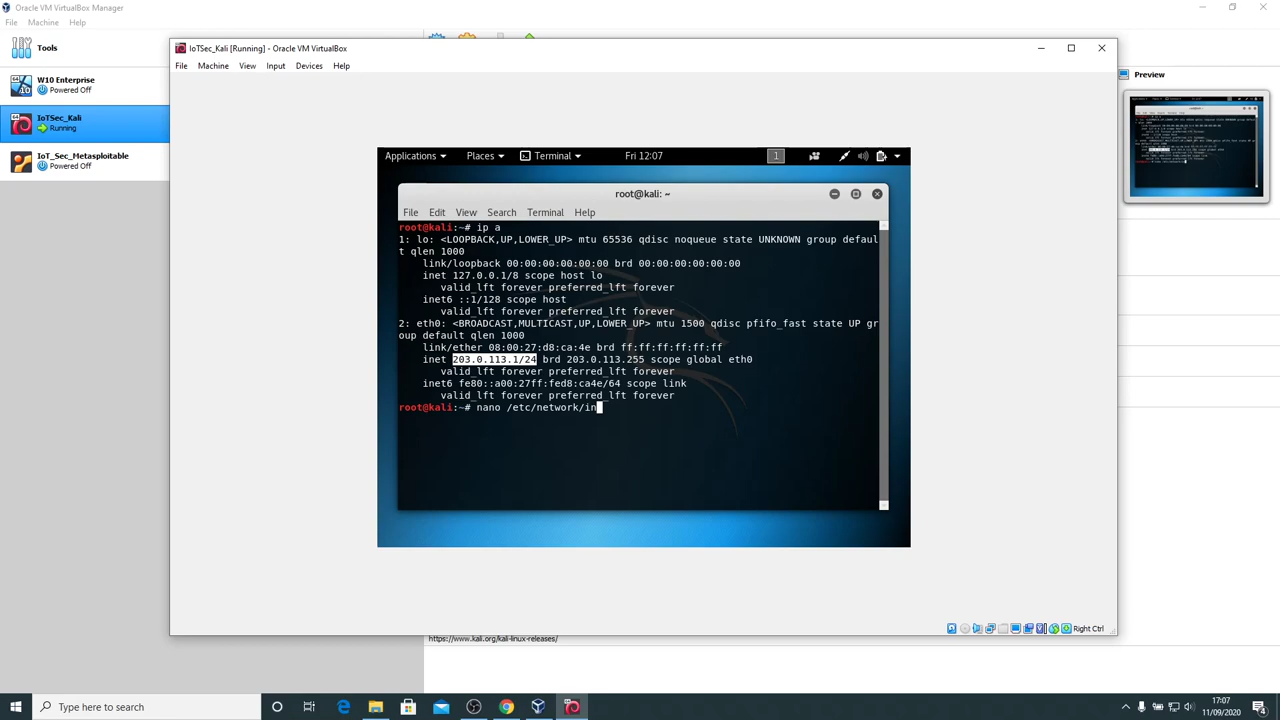 Oracle VM VirtualBox Manager
File Machine Help
Tools
W10 Enterprise
Powered Off
IoTSec_Kali
Running
IoT_Sec_Metasploitable
Powered Off
IoTSec_Kali [Running] - Oracle VM VirtualBox
File Machine View Input Devices Help
Preview
Applications Places Terminal Fri 12:07 1
root@kali: ~
File Edit View Search Terminal Help
root@kali:~# ip a
1: lo: <LOOPBACK,UP,LOWER_UP> mtu 65536 qdisc noqueue state UNKNOWN group defaul
t qlen 1000
link/loopback 00:00:00:00:00:00 brd 00:00:00:00:00:00
inet 127.0.0.1/8 scope host lo
valid_lft forever preferred_lft forever
inet6 ::1/128 scope host
valid_lft forever preferred_lft forever
2: eth0: <BROADCAST,MULTICAST,UP,LOWER_UP> mtu 1500 qdisc pfifo_fast state UP gr
oup default qlen 1000
link/ether 08:00:27:d8:ca:4e brd ff:ff:ff:ff:ff:ff
inet 203.0.113.1/24 brd 203.0.113.255 scope global eth0
valid_lft forever preferred_lft forever
inet6 fe80::a00:27ff:fed8:ca4e/64 scope link
valid_lft forever preferred_lft forever
root@kali:~# nano /etc/network/in
Right Ctrl
https://www.kali.org/kali-linux-releases/
Type here to search
17:07
11/09/2020
4